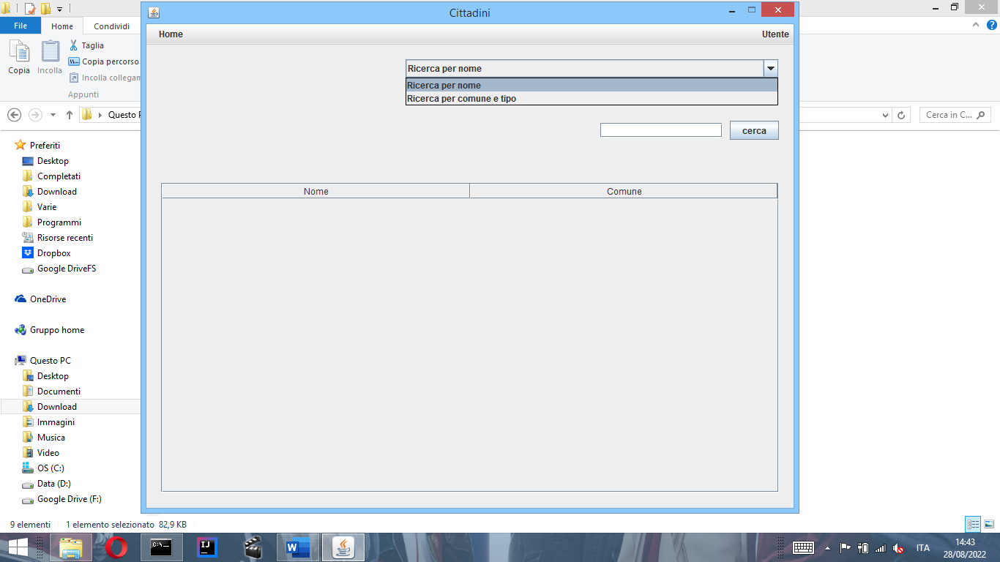 Cittadini
File
Home
Condividi
Copia
Incolla
Taglia
Copia percorso
Incolla collegam
Appunti
Home
Utente
Ricerca per nome
Ricerca per nome
Ricerca per comune e tipo
cerca
Questo P
Cerca in C...
Nome
Comune
Preferiti
Desktop
Completati
Download
Varie
Programmi
Risorse recenti
Dropbox
Google DriveFS
OneDrive
Gruppo home
Questo PC
Desktop
Documenti
Download
Immagini
Musica
Video
OS (C:)
Data (D:)
Google Drive (F:)
9 elementi
1 elemento selezionato 82,9 KB
ITA
14:43
28/08/2022